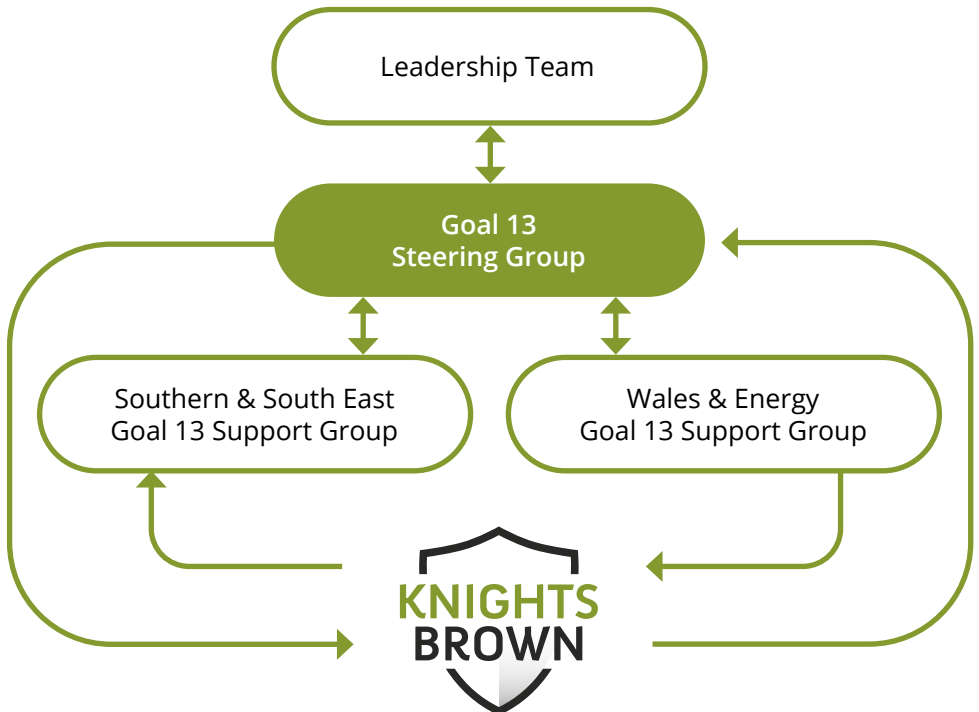 Leadership Team
Goal 13
Steering Group
Southern & South East
Goal 13 Support Group
Wales & Energy
Goal 13 Support Group
KNIGHTS
BROWN